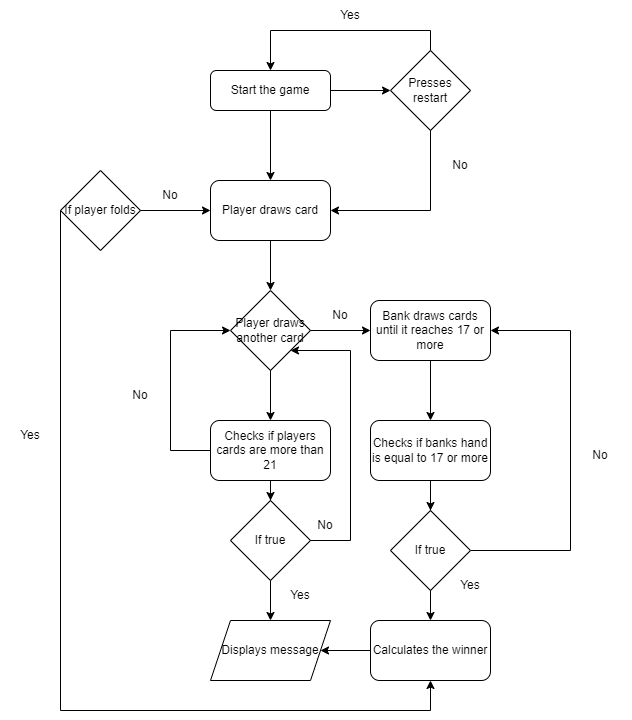 Yes
Start the game
Presses
restart
No
If player folds
No
Player draws card
Player draws
another card
No
Bank draws cards
until it reaches 17 or
more
No
Yes
Checks if players
cards are more than
21
Checks if banks hand
is equal to 17 or more
No
If true
No
If true
Yes
Yes
Displays message
Calculates the winner